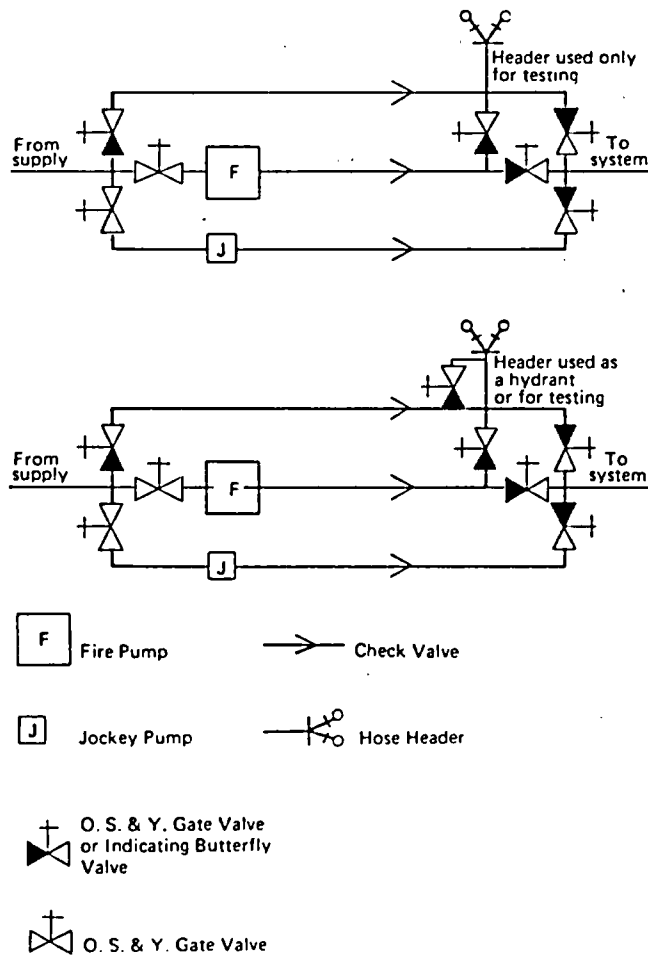 Header used only
for testing
From
supply
F
To
system
J
Header used as
a hydrant
or for testing
From
supply
F
To
system
J
F
Fire Pump
Check Valve
J
Jockey Pump
Hose Header
O. S. & Y. Gate Valve
or Indicating Butterfly
Valve
O. S. & Y. Gate Valve